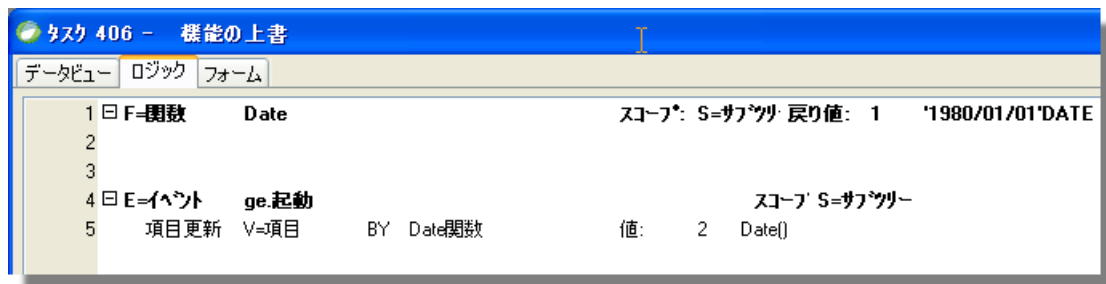 タスク 406 - 機能の上書
データビュー ロジック フォーム
1 F=関数 Date スコープ: S=サブツリ 戻り値: 1 '1980/01/01'DATE
2
3
4 E=イベント ge.起動 スコープ S=サブツリー
5 項目更新 V=項目 BY Date関数 値: 2 Date()